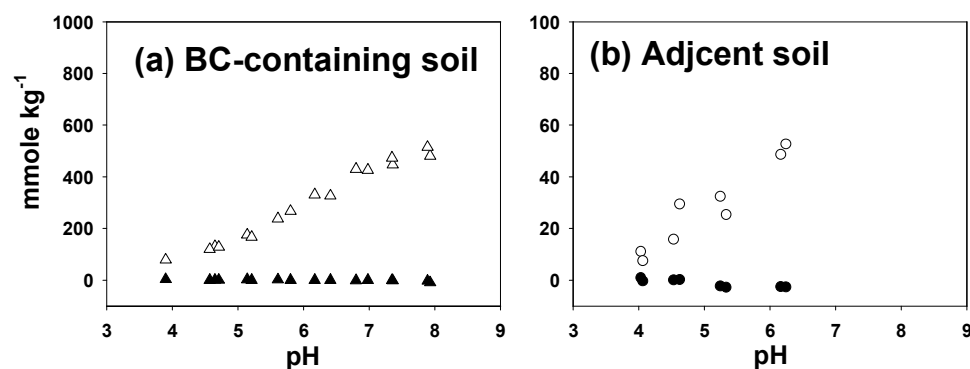 (a) BC-containing soil
mmole kg-1
1000
800
600
400
200
0
3 4 5 6 7 8 9
pH
(b) Adjcent soil
100
80
60
40
20
0
3 4 5 6 7 8 9
pH